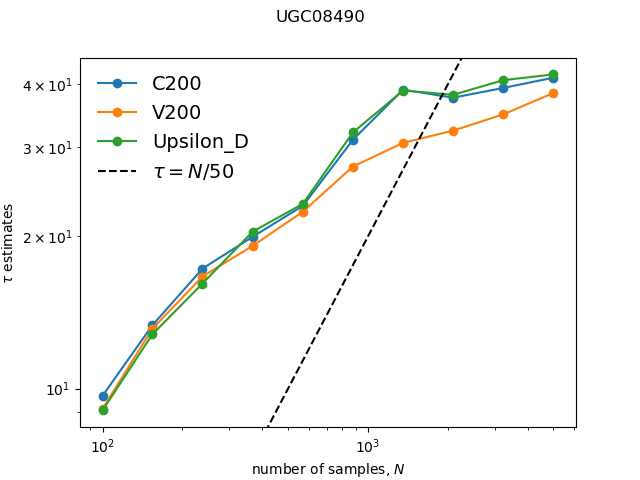 UGC08490
C200
V200
Upsilon_D
τ = N/50
4 × 10¹
3 × 10¹
2 × 10¹
10¹
τ estimates
10² 10³
number of samples, N